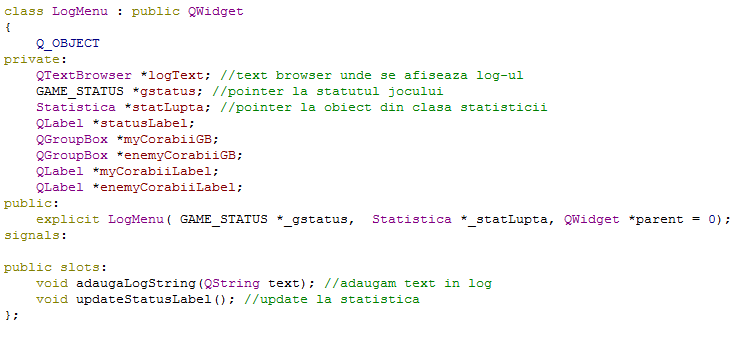 class LogMenu : public QWidget
{
    Q_OBJECT
private:
    QTextBrowser *logText; //text browser unde se afiseaza log-ul
    GAME_STATUS *gstatus; //pointer la statutul jocului
    Statistica *statLupta; //pointer la obiect din clasa statisticii
    QLabel *statusLabel;
    QGroupBox *myCorabiiGB;
    QGroupBox *enemyCorabiiGB;
    QLabel *myCorabiiLabel;
    QLabel *enemyCorabiiLabel;
public:
    explicit LogMenu( GAME_STATUS *_gstatus,  Statistica *_statLupta, QWidget *parent = 0);
signals:

public slots:
    void adaugaLogString(QString text); //adaugam text in log
    void updateStatusLabel(); //update la statistica
};